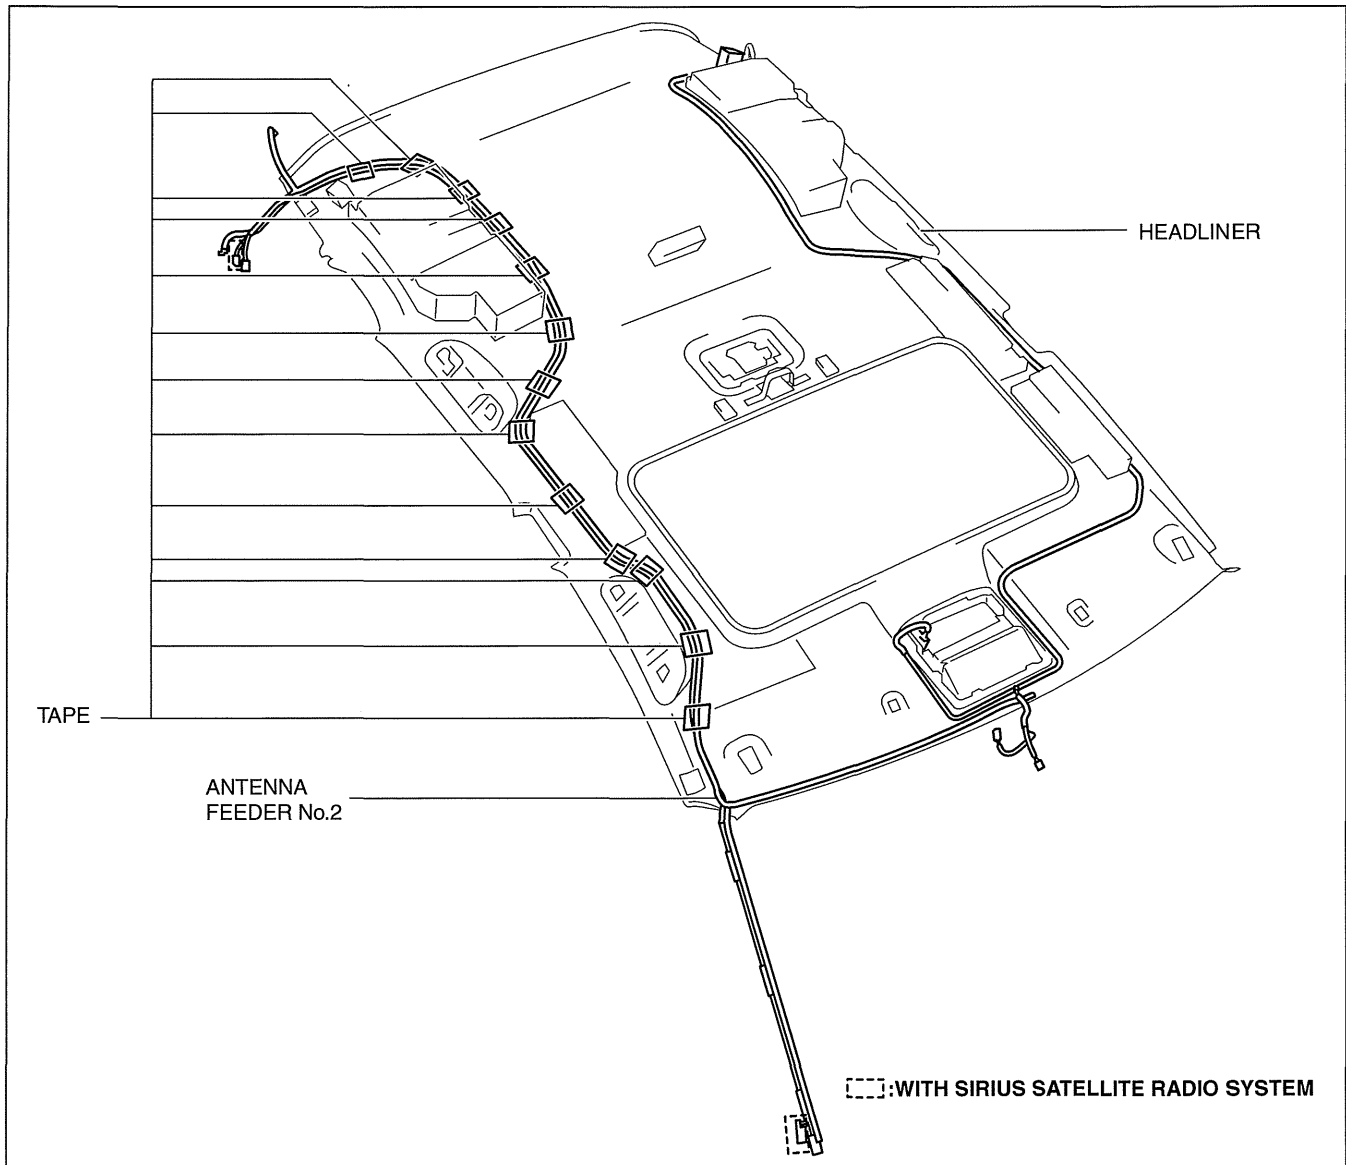 HEADLINER
TAPE
ANTENNA
FEEDER No.2
:WITH SIRIUS SATELLITE RADIO SYSTEM